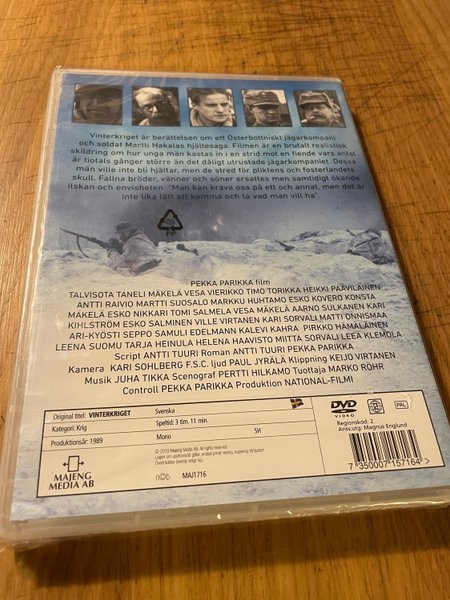 Vinterkriget är berättelsen om ett Österbottniskt jägarkompani
och soldat Martti Hakalas hjältesaga. Filmen är en brutalt realistisk
skildring om hur unga män kastas in i en strid mot en fiende vars antal
är tiotals gånger större än det dåligt utrustade jägarkompaniet. Dessa
män ville inte bli hjältar, men de stred för pliktens och fosterlandets
skull. Fallna bröder, vänner och söner ersattes men samtidigt ökande
ilskan och envisheten. "Man kan kräva oss på ett och annat, men det är
inte lika lätt att komma och ta vad man vill ha".
PEKKA PARIKKA film
TALVISOTA TANELI MÄKELÄ VESA VIERIKKO TIMO TORIKKA HEIKKI PAAVILAINEN
ANTTI RAIVIO MARTTI SUOSALO MARKKU HUHTAMO ESKO KOVERO KONSTA
MÄKELÄ ESKO NIKKARI TOMI SALMELA VESA MÄKELÄ AARNO SULKANEN KARI
KIHLSTRÖM ESKO SALMINEN VILLE VIRTANEN KARI SORVALI MATTI ONNISMAA
ARI-KYÖSTI SEPPO SAMULI EDELMANN KALEVI KAHRA PIRKKO HÄMÄLÄINEN
LEENA SUOMU TARJA HEINULA HELENA HAAVISTO MIITTA SORVALI LEEA KLEMOLA
Script ANTTI TUURI Roman ANTTI TUURI PEKKA PARIKKA
Kamera KARI SOHLBERG F.S.C. ljud PAUL JYRÄLÄ Klippning KEIJO VIRTANEN
Musik JUHA TIKKA Scenograf PERTTI HILKAMO Tuottaja MARKO RÖHR
Controll PEKKA PARIKKA Produktion NATIONAL-FILMI
Original titel: VINTERKRIGET
Svenska
Kategori: Krig
Speltid: 3 tim. 11 min.
Produktionsår: 1989
Mono
SH
DVD
VIDEO
2
PAL
Regionskod: 2
Ansv.utg: Magnus Englund
MAJENG
MEDIA AB
© 2010 Majeng Media AB. All rights reserved.
MAJ1716
7 350007 157164 >